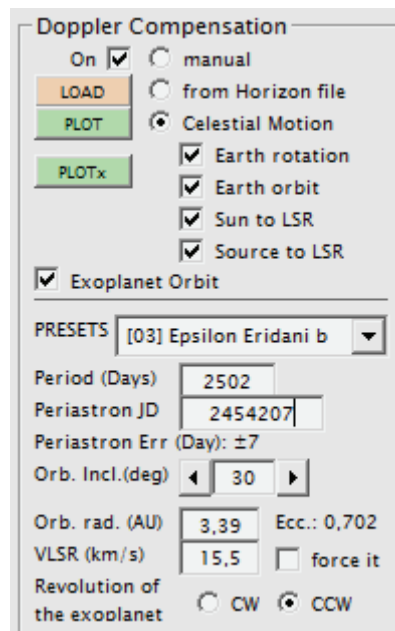 Doppler Compensation
On manual
LOAD from Horizon file
PLOT Celestial Motion
Earth rotation
PLOTx
Earth orbit
Sun to LSR
Source to LSR
Exoplanet Orbit
PRESETS [03] Epsilon Eridani b
Period (Days) 2502
Periastron JD 2454207
Periastron Err (Day): ±7
Orb. Incl.(deg) 30
Orb. rad. (AU) 3,39 Ecc.: 0,702
VLSR (km/s) 15,5 force it
Revolution of
the exoplanet CW CCW